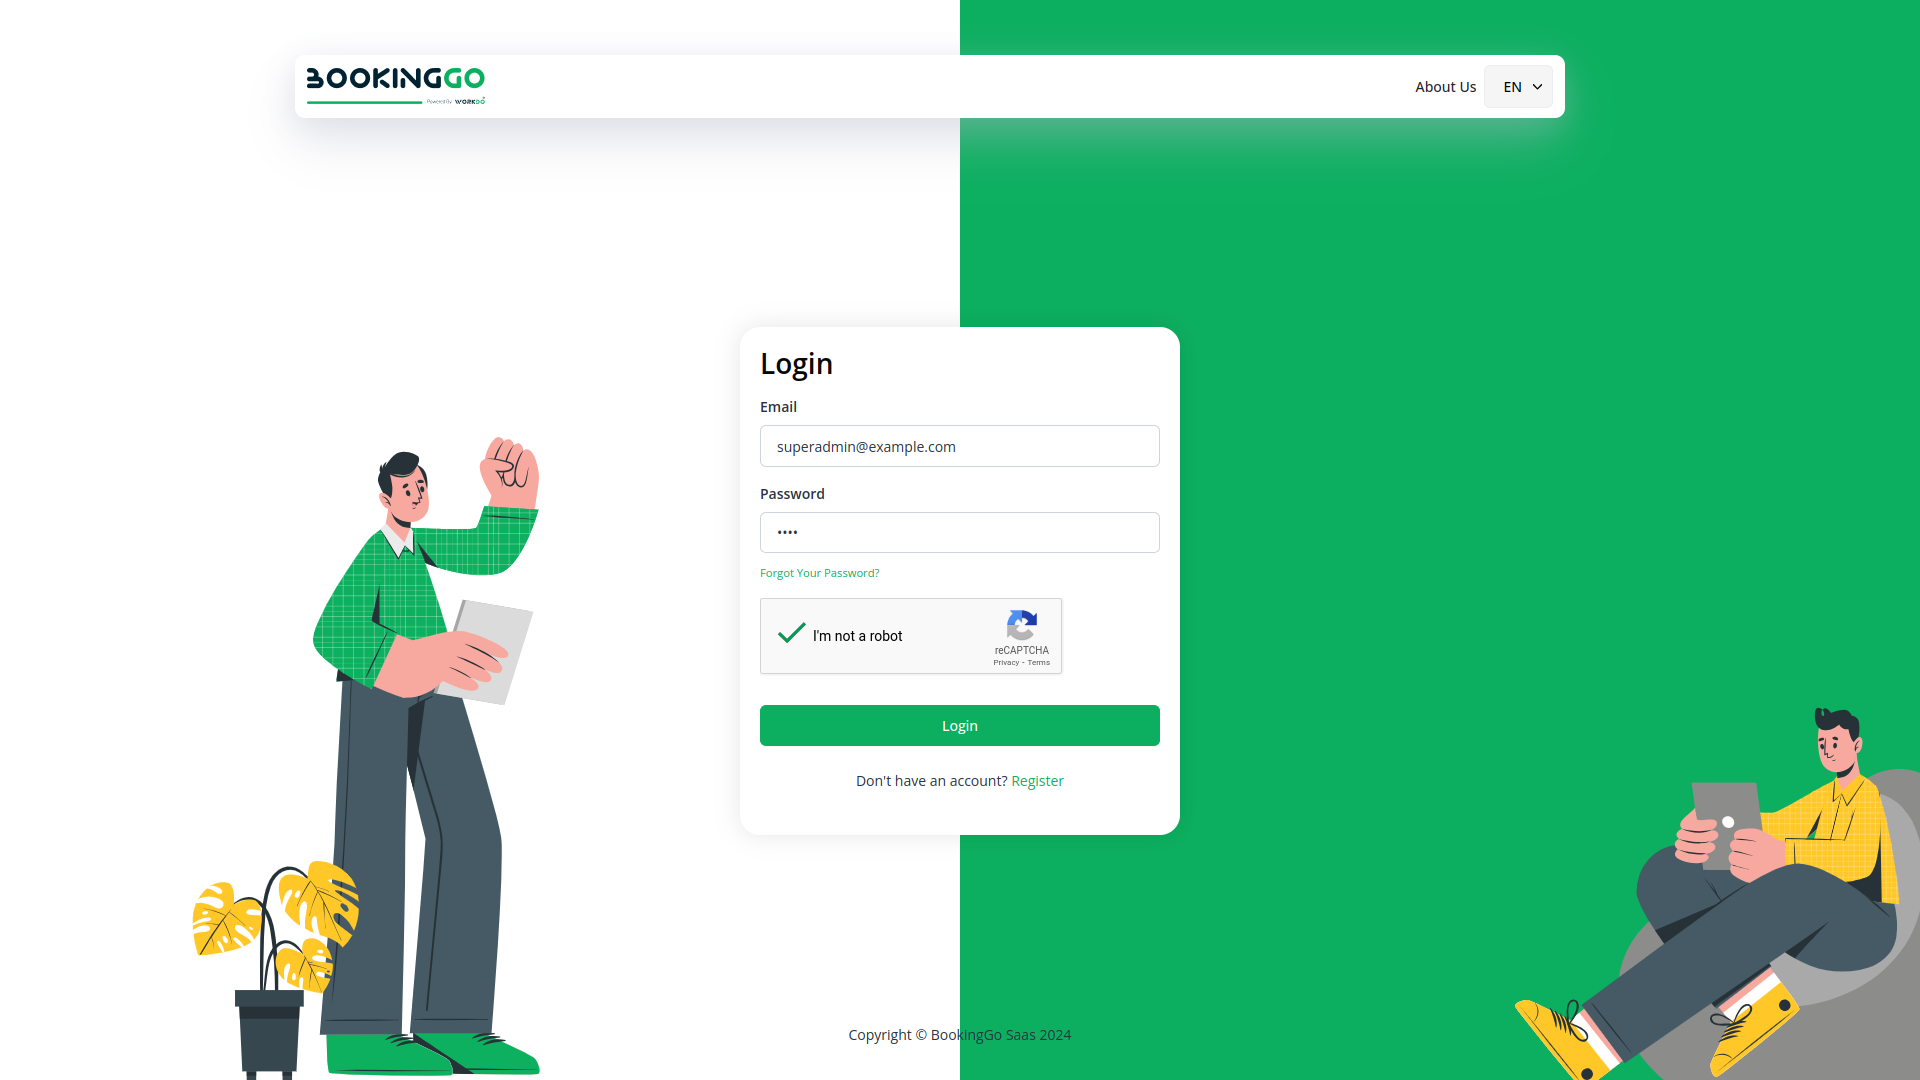 BOOKINGGO
Powered By WORKDO
About Us
EN
Login
Email
superadmin@example.com
Password
••••
Forgot Your Password?
I'm not a robot
reCAPTCHA
Privacy - Terms
Login
Don't have an account? Register
Copyright © BookingGo Saas 2024